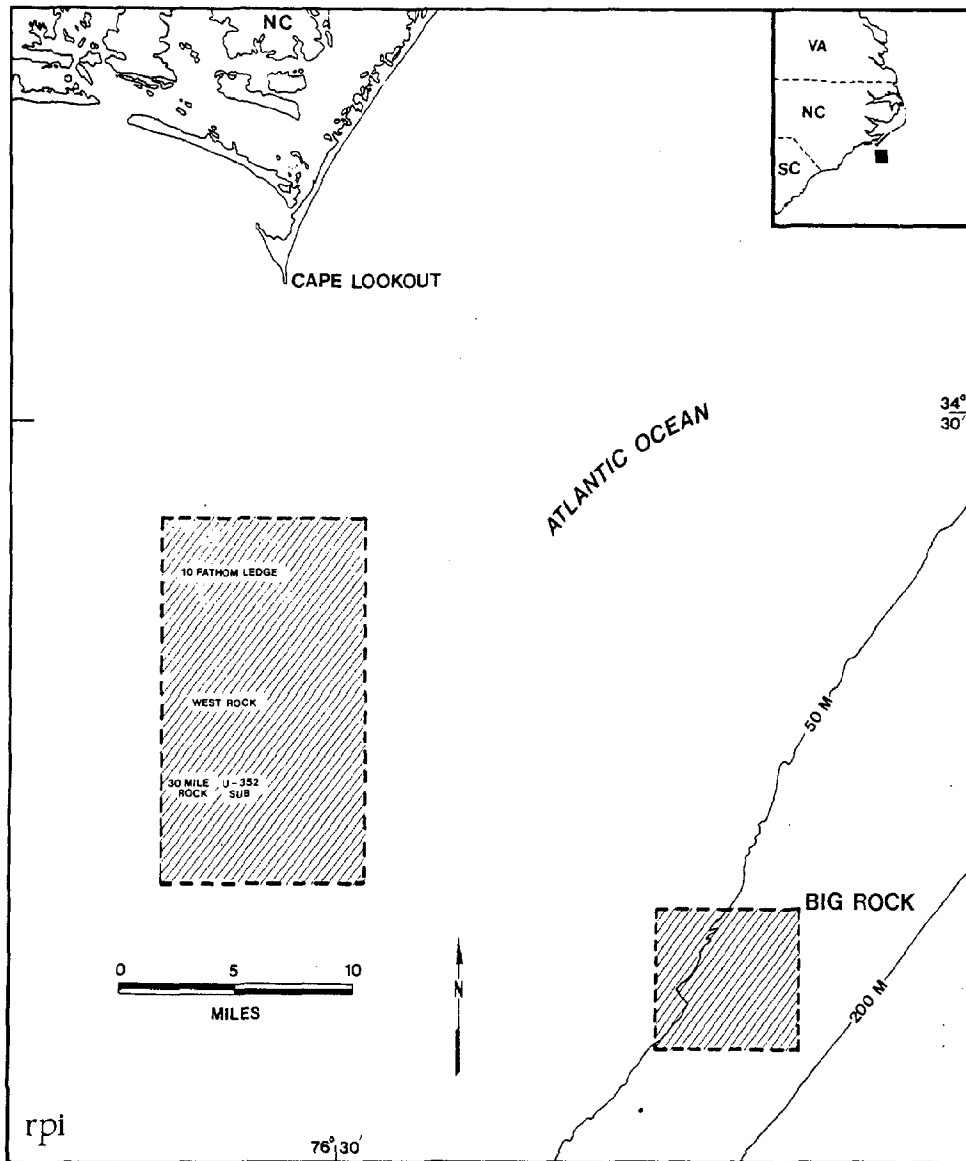 NC
VA
NC
SC
CAPE LOOKOUT
34°
30'
ATLANTIC OCEAN
10 FATHOM LEDGE
WEST ROCK
30 MILE ROCK
U-352 SUB
50 M
BIG ROCK
200 M
0 5 10
MILES
N
rpi
76° 30'